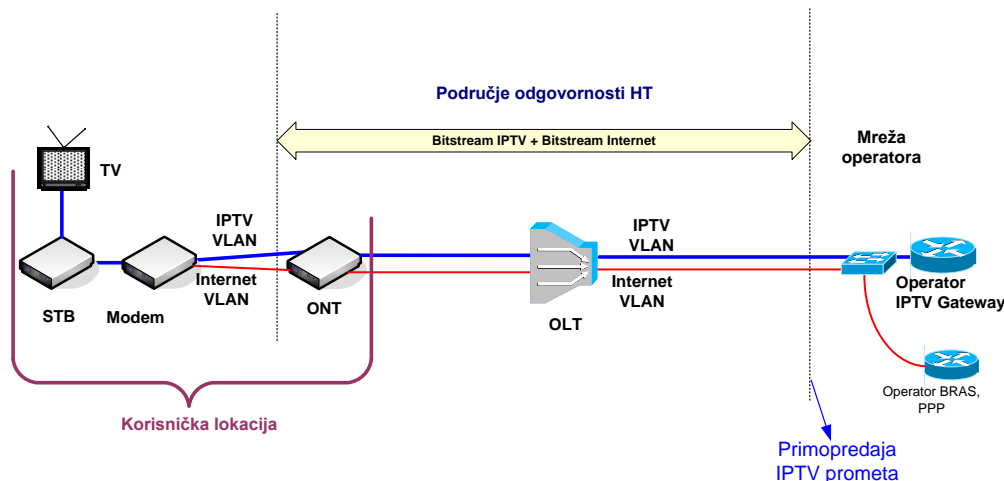 Područje odgovornosti HT
Bitstream IPTV + Bitstream Internet
Mreža
operatora
TV
IPTV
VLAN
IPTV
VLAN
Internet
VLAN
Internet
VLAN
STB
Modem
ONT
OLT
Operator
IPTV Gateway
Operator BRAS,
PPP
Korisnička lokacija
Primopredaja
IPTV prometa